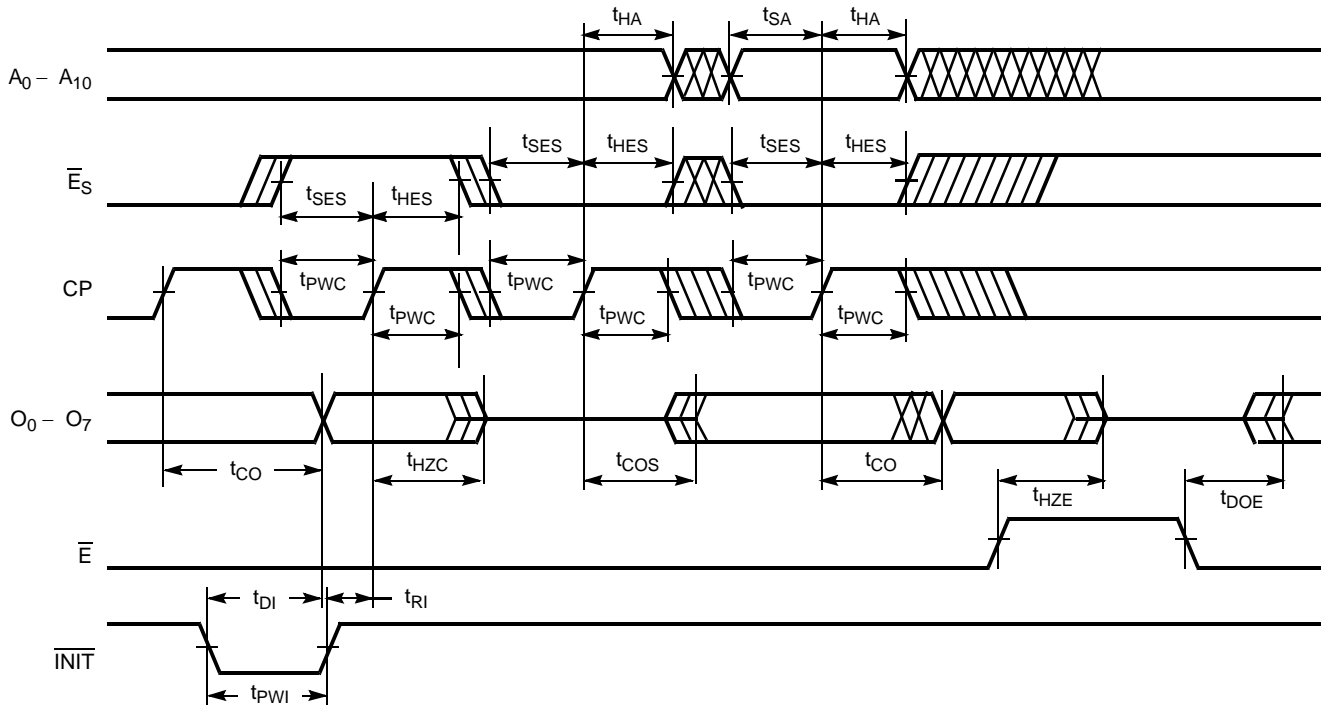 tHA tSA tHA
A0 – A10
tSES tHES tSES tHES
ES
tSES tHES
tPWC tPWC tPWC
CP
tPWC tPWC tPWC
O0 – O7
tCO tHZC tCOS tCO
tHZE tDOE
E
tDI tRI
INIT
tPWI